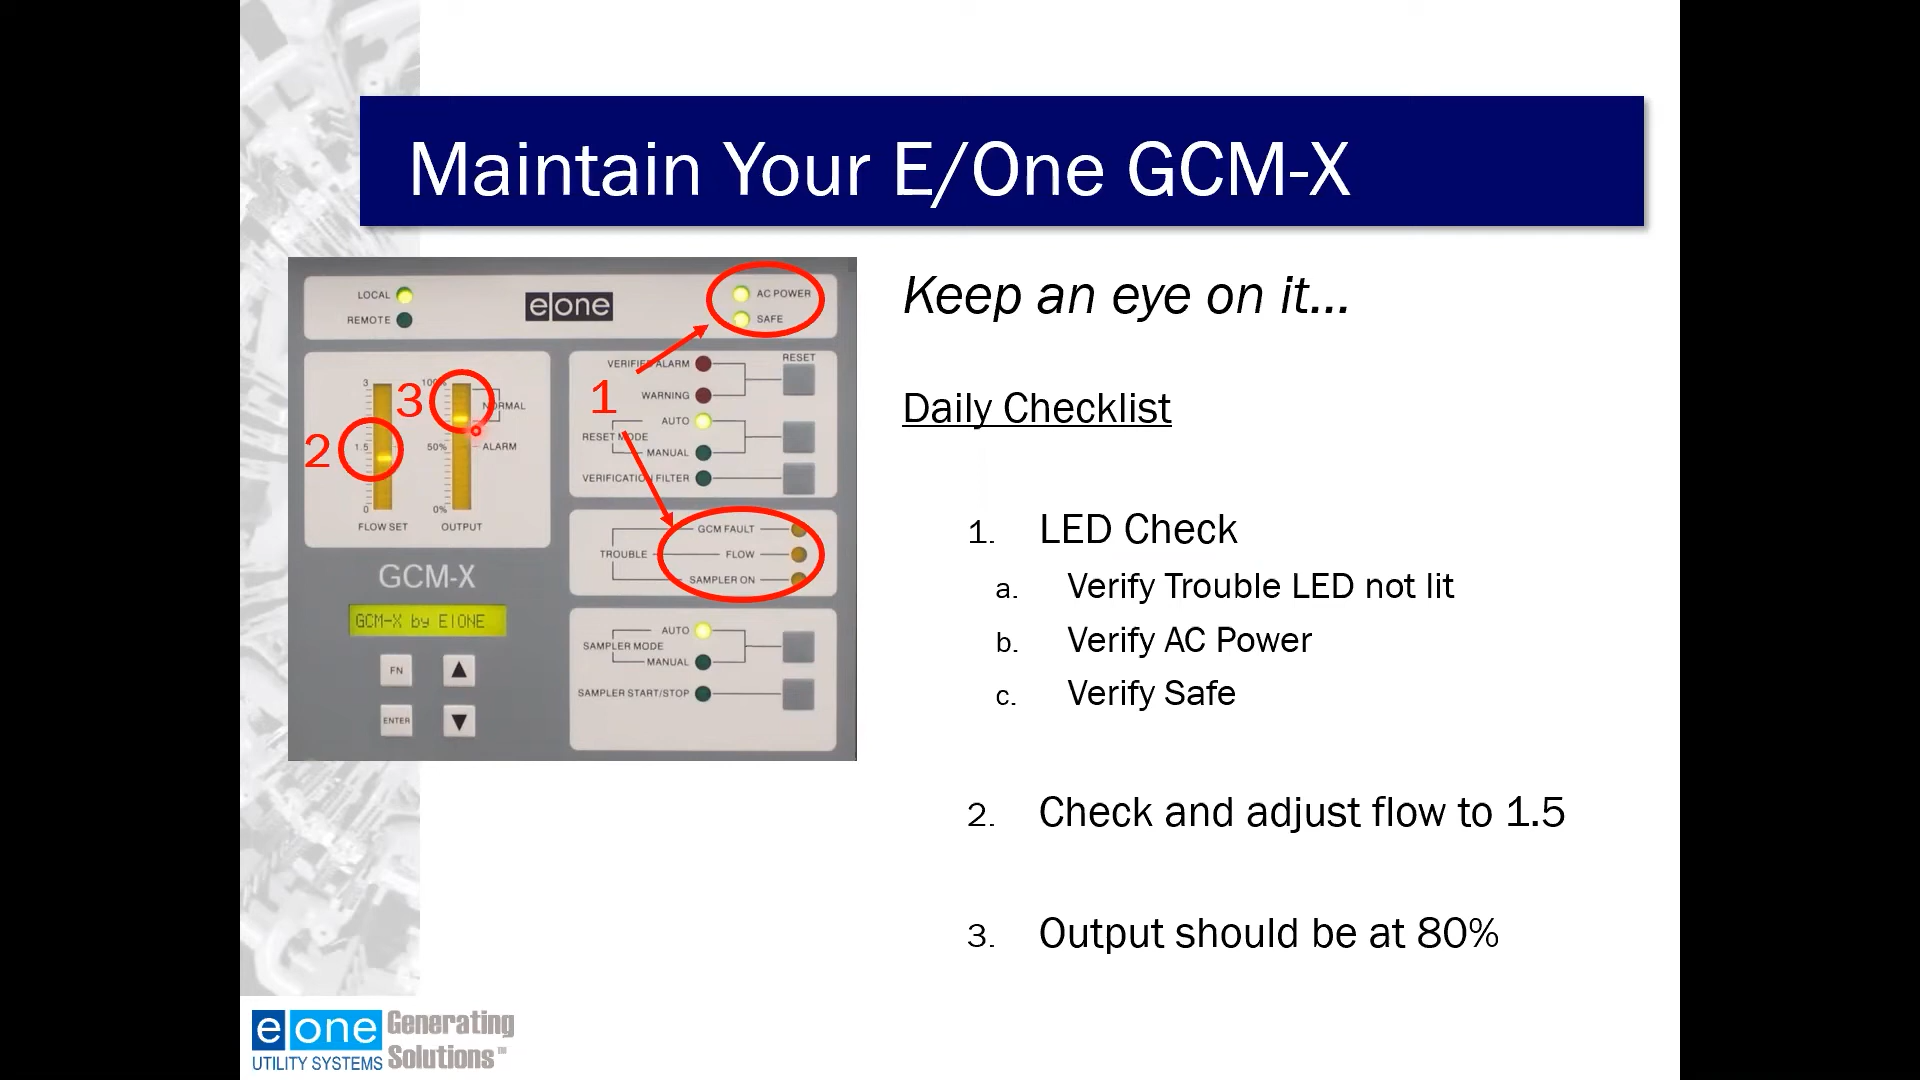 Maintain Your E/One GCM-X
LOCAL
REMOTE
e|one
AC POWER
SAFE
3
100%
NORMAL
1.5
50%
ALARM
0
0%
FLOW SET
OUTPUT
3
2
1
VERIFIED ALARM
WARNING
RESET
AUTO
RESET MODE
MANUAL
VERIFICATION FILTER
GCM FAULT
TROUBLE
FLOW
SAMPLER ON
GCM-X
GCM-X by E|ONE
FN
ENTER
AUTO
SAMPLER MODE
MANUAL
SAMPLER START/STOP
Keep an eye on it...
Daily Checklist
1. LED Check
a. Verify Trouble LED not lit
b. Verify AC Power
c. Verify Safe
2. Check and adjust flow to 1.5
3. Output should be at 80%
e|one
UTILITY SYSTEMS
Generating
Solutions™